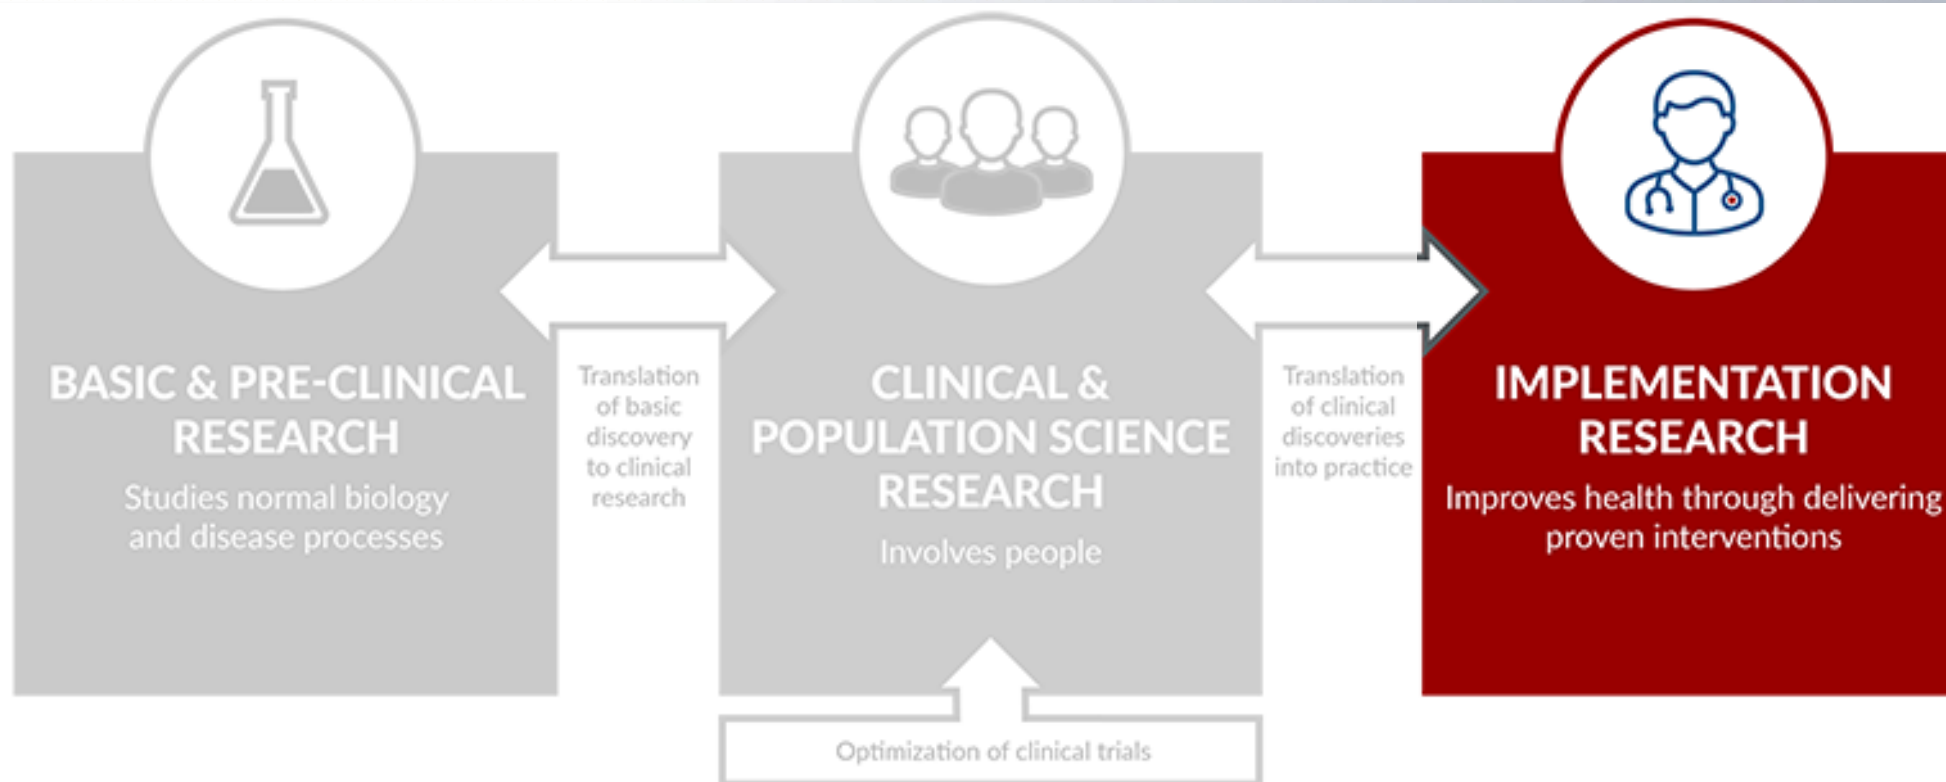 BASIC & PRE-CLINICAL
RESEARCH
Studies normal biology
and disease processes
Translation
of basic
discovery
to clinical
research
CLINICAL &
POPULATION SCIENCE
RESEARCH
Involves people
Optimization of clinical trials
Translation
of clinical
discoveries
into practice
IMPLEMENTATION
RESEARCH
Improves health through delivering
proven interventions